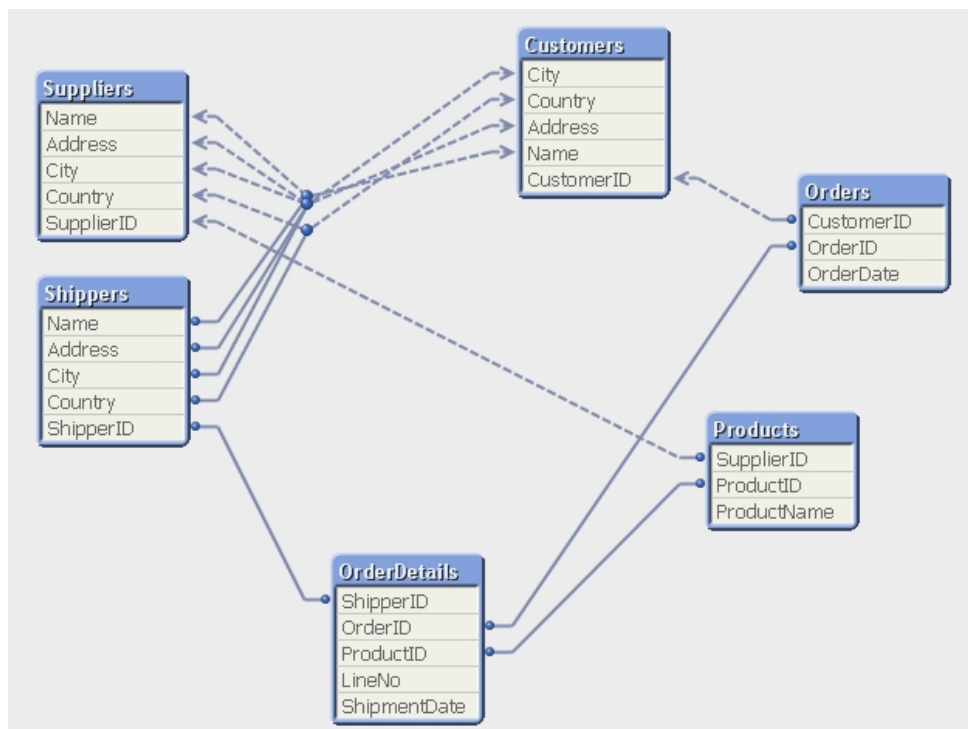 Suppliers
Name
Address
City
Country
SupplierID
Customers
City
Country
Address
Name
CustomerID
Orders
CustomerID
OrderID
OrderDate
Shippers
Name
Address
City
Country
ShipperID
Products
SupplierID
ProductID
ProductName
OrderDetails
ShipperID
OrderID
ProductID
LineNo
ShipmentDate